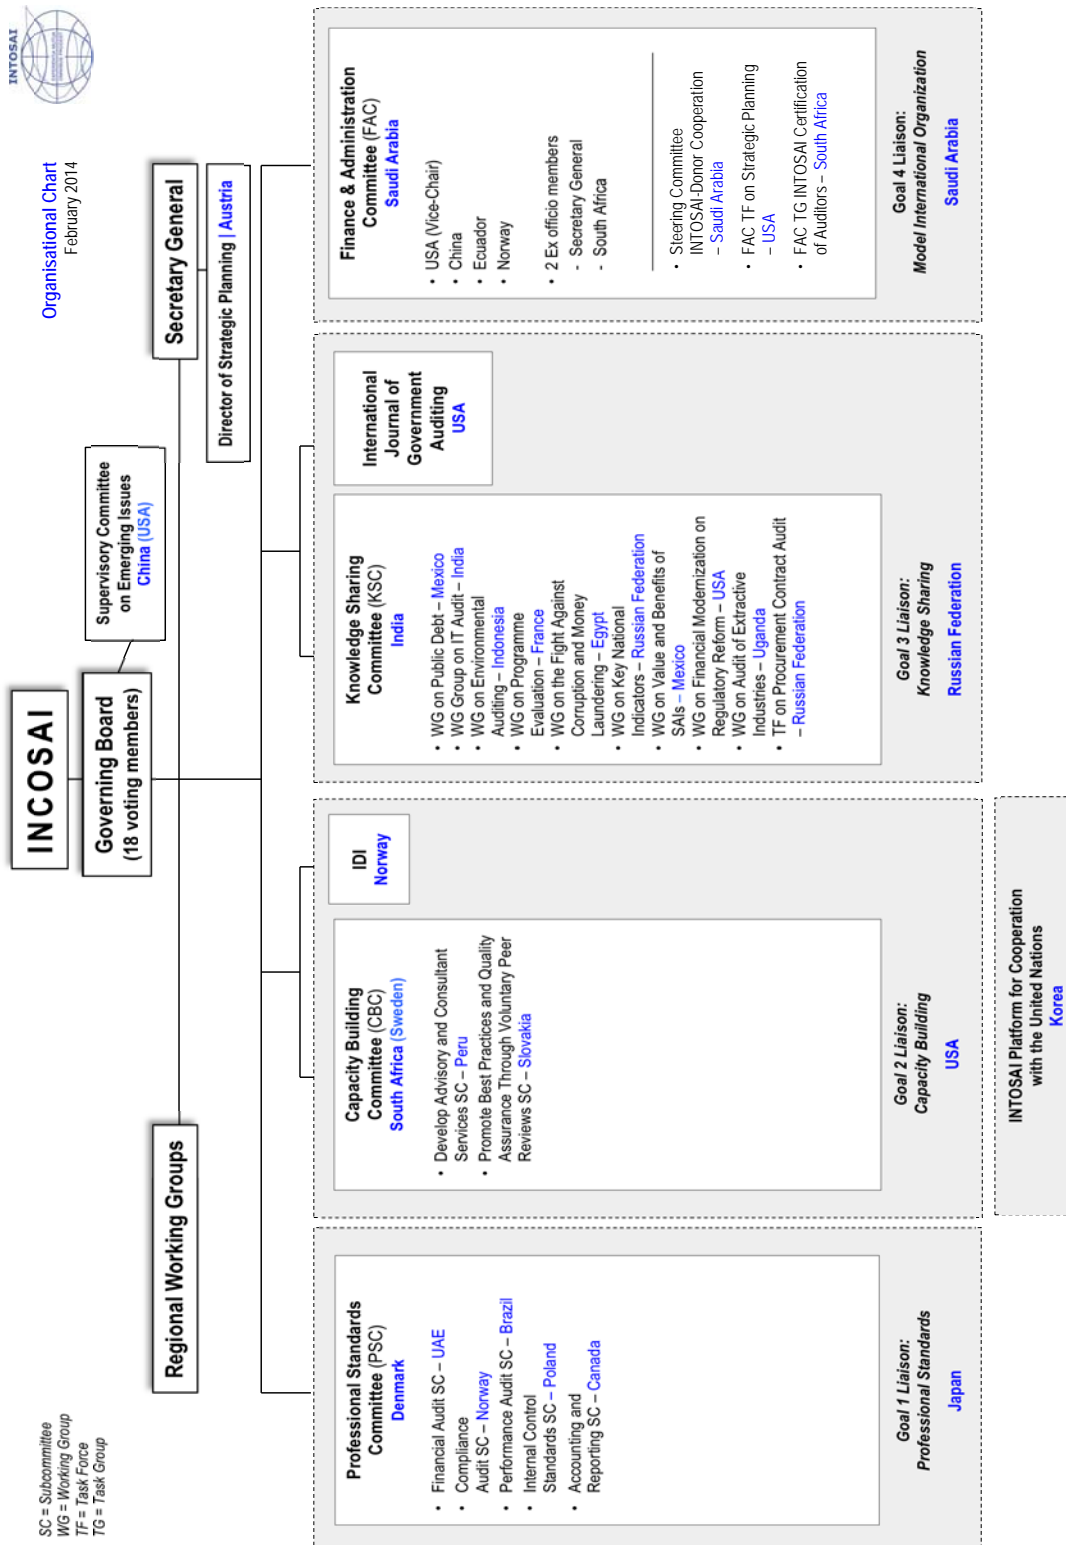 SC = Subcommittee
WG = Working Group
TF = Task Force
TG = Task Group
Organisational Chart
February 2014
INTOSAI
INCOSAI
Governing Board
(18 voting members)
Supervisory Committee
on Emerging Issues
China (USA)
Regional Working Groups
Secretary General
Director of Strategic Planning | Austria
Professional Standards
Committee (PSC)
Denmark
• Financial Audit SC – UAE
• Compliance
Audit SC – Norway
• Performance Audit SC – Brazil
• Internal Control
Standards SC – Poland
• Accounting and
Reporting SC – Canada
Goal 1 Liaison:
Professional Standards
Japan
Capacity Building
Committee (CBC)
South Africa (Sweden)
• Develop Advisory and Consultant
Services SC – Peru
• Promote Best Practices and Quality
Assurance Through Voluntary Peer
Reviews SC – Slovakia
IDI
Norway
Goal 2 Liaison:
Capacity Building
USA
Knowledge Sharing
Committee (KSC)
India
• WG on Public Debt – Mexico
• WG Group on IT Audit – India
• WG on Environmental
Auditing – Indonesia
• WG on Programme
Evaluation – France
• WG on the Fight Against
Corruption and Money
Laundering – Egypt
• WG on Key National
Indicators – Russian Federation
• WG on Value and Benefits of
SAIs – Mexico
• WG on Financial Modernization on
Regulatory Reform – USA
• WG on Audit of Extractive
Industries – Uganda
• TF on Procurement Contract Audit
– Russian Federation
International
Journal of
Government
Auditing
USA
Goal 3 Liaison:
Knowledge Sharing
Russian Federation
Finance & Administration
Committee (FAC)
Saudi Arabia
• USA (Vice-Chair)
• China
• Ecuador
• Norway
• 2 Ex officio members
- Secretary General
- South Africa
• Steering Committee
INTOSAI-Donor Cooperation
– Saudi Arabia
• FAC TF on Strategic Planning
– USA
• FAC TG INTOSAI Certification
of Auditors – South Africa
Goal 4 Liaison:
Model International Organization
Saudi Arabia
INTOSAI Platform for Cooperation
with the United Nations
Korea